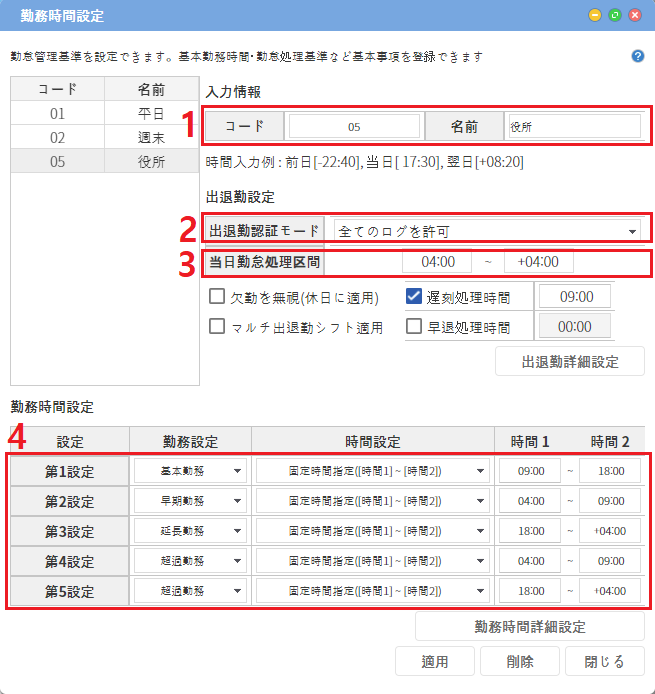 勤務時間設定
勤怠管理基準を設定できます。基本勤務時間・勤怠処理基準など基本事項を登録できます
?
コード 名前
01 平日
02 週末
05 役所
入力情報
1
コード 05 名前 役所
時間入力例 : 前日[-22:40], 当日[ 17:30], 翌日[+08:20]
出退勤設定
2
出退勤認証モード 全てのログを許可
3
当日勤怠処理区間 04:00 ~ +04:00
欠勤を無視(休日に適用) 遅刻処理時間 09:00
マルチ出退勤シフト適用 早退処理時間 00:00
出退勤詳細設定
勤務時間設定
4
設定 勤務設定 時間設定 時間 1 時間 2
第1設定 基本勤務 固定時間指定([時間1] ~ [時間2]) 09:00 ~ 18:00
第2設定 早期勤務 固定時間指定([時間1] ~ [時間2]) 04:00 ~ 09:00
第3設定 延長勤務 固定時間指定([時間1] ~ [時間2]) 18:00 ~ +04:00
第4設定 超過勤務 固定時間指定([時間1] ~ [時間2]) 04:00 ~ 09:00
第5設定 超過勤務 固定時間指定([時間1] ~ [時間2]) 18:00 ~ +04:00
勤務時間詳細設定
適用 削除 閉じる